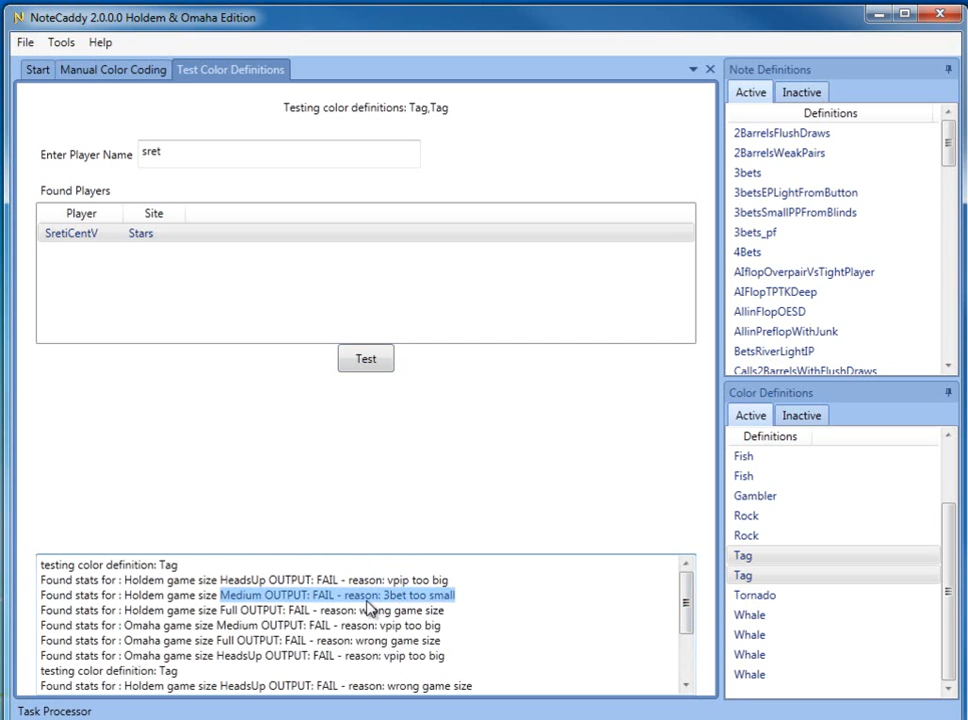 NoteCaddy 2.0.0.0 Holdem & Omaha Edition
File Tools Help
Start Manual Color Coding Test Color Definitions
Testing color definitions: Tag,Tag
Enter Player Name sret
Found Players
Player Site
SretiCentV Stars
Test
testing color definition: Tag
Found stats for : Holdem game size HeadsUp OUTPUT: FAIL - reason: vpip too big
Found stats for : Holdem game size Medium OUTPUT: FAIL - reason: 3bet too small
Found stats for : Holdem game size Full OUTPUT: FAIL - reason: wrong game size
Found stats for : Omaha game size Medium OUTPUT: FAIL - reason: vpip too big
Found stats for : Omaha game size Full OUTPUT: FAIL - reason: wrong game size
Found stats for : Omaha game size HeadsUp OUTPUT: FAIL - reason: vpip too big
testing color definition: Tag
Found stats for : Holdem game size HeadsUp OUTPUT: FAIL - reason: wrong game size
Note Definitions
Active Inactive
Definitions
2BarrelsFlushDraws
2BarrelsWeakPairs
3bets
3betsEPLightFromButton
3betsSmallPPFromBlinds
3bets_pf
4Bets
AIflopOverpairVsTightPlayer
AIFlopTPTKDeep
AllinFlopOESD
AllinPreflopWithJunk
BetsRiverLightIP
Calls2BarrelsWithFlushDraws
Color Definitions
Active Inactive
Definitions
Fish
Fish
Gambler
Rock
Rock
Tag
Tag
Tornado
Whale
Whale
Whale
Whale
Task Processor